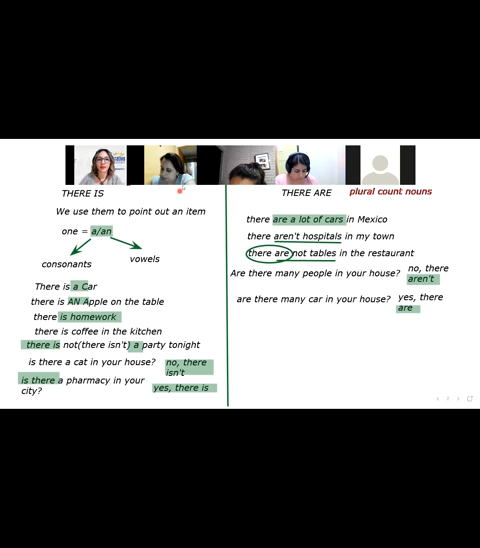 THERE IS
We use them to point out an item
one = a/an
consonants
vowels
There is a Car
there is AN Apple on the table
there is homework
there is coffee in the kitchen
there is not(there isn't) a party tonight
is there a cat in your house?
no, there
isn't
is there a pharmacy in your
city?
yes, there is
THERE ARE
plural count nouns
there are a lot of cars in Mexico
there aren't hospitals in my town
there are not tables in the restaurant
Are there many people in your house?
no, there
aren't
are there many car in your house?
yes, there
are